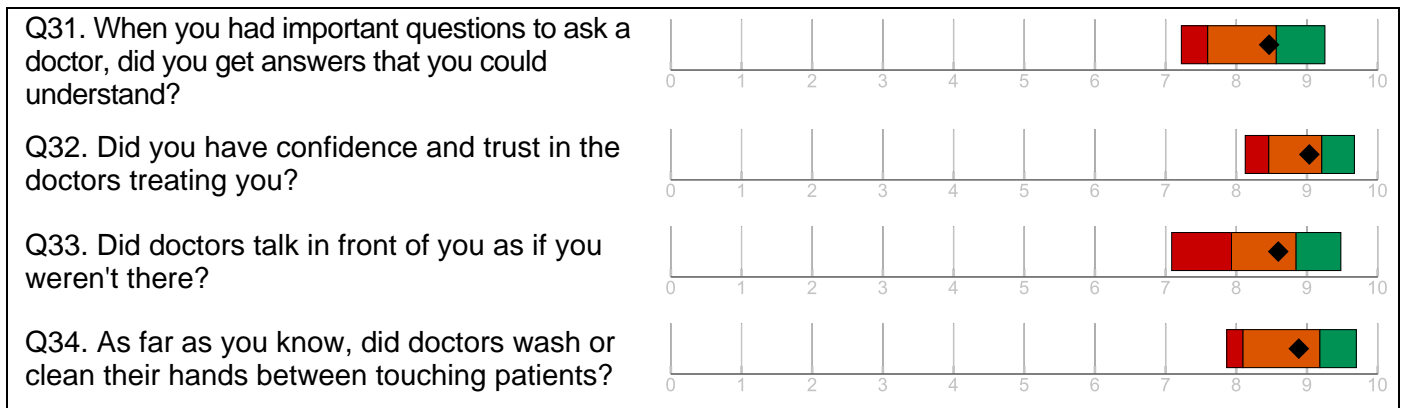 Q31. When you had important questions to ask a
doctor, did you get answers that you could
understand?
0 1 2 3 4 5 6 7 8 9 10
Q32. Did you have confidence and trust in the
doctors treating you?
0 1 2 3 4 5 6 7 8 9 10
Q33. Did doctors talk in front of you as if you
weren't there?
0 1 2 3 4 5 6 7 8 9 10
Q34. As far as you know, did doctors wash or
clean their hands between touching patients?
0 1 2 3 4 5 6 7 8 9 10